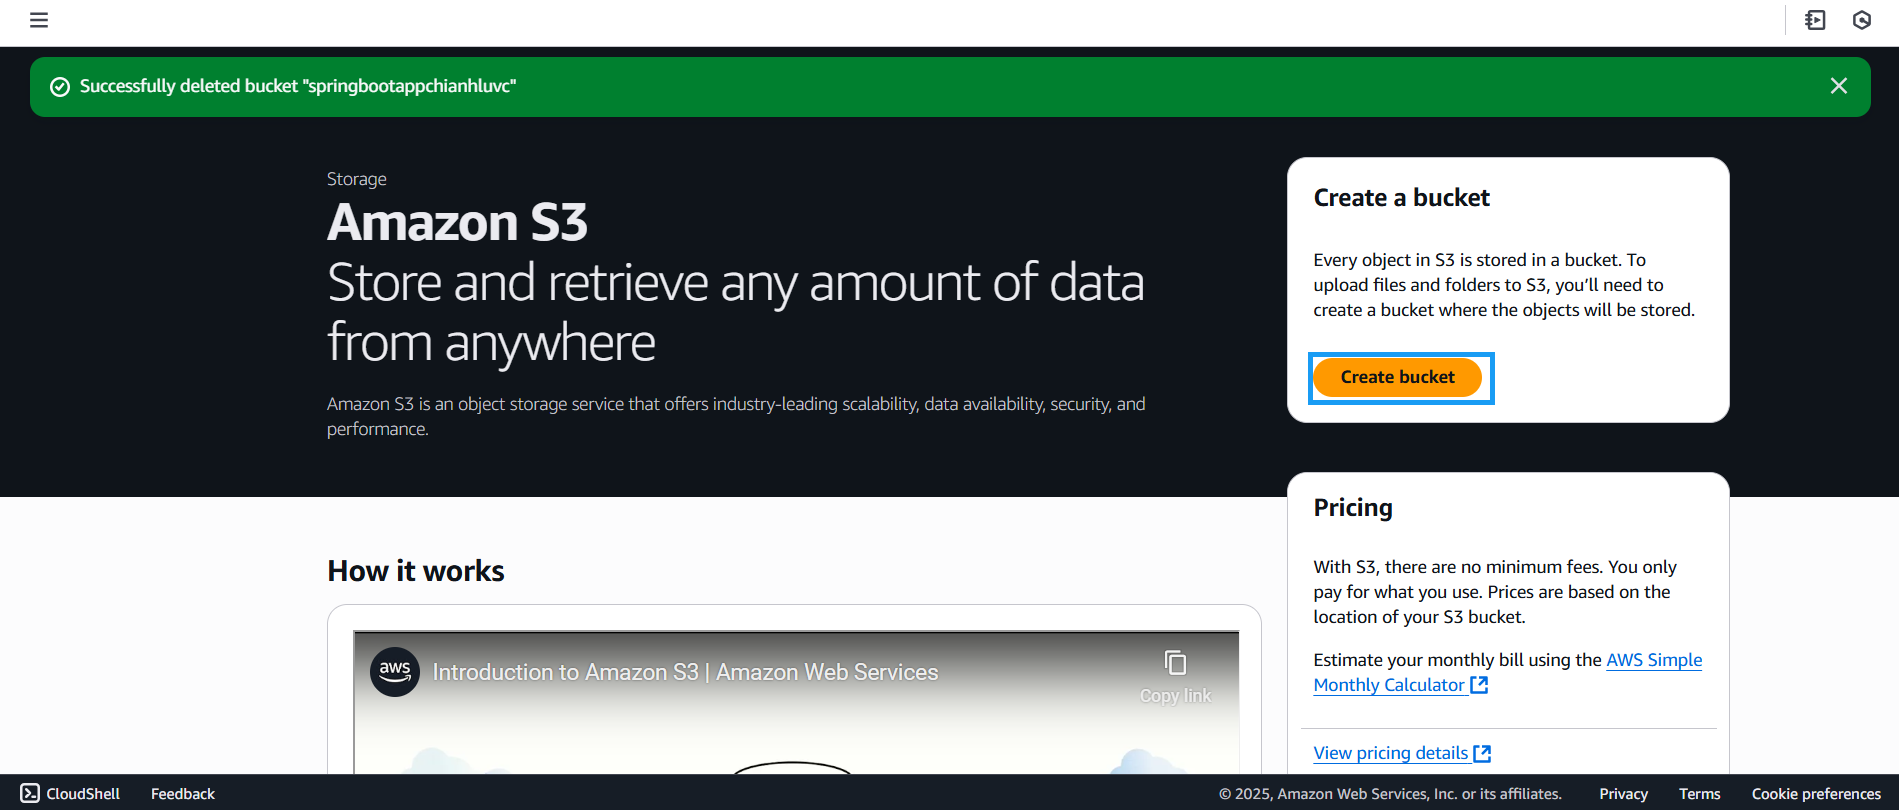 Successfully deleted bucket "springbootappchianhluvc"
Storage
Amazon S3
Store and retrieve any amount of data
from anywhere
Amazon S3 is an object storage service that offers industry-leading scalability, data availability, security, and
performance.
Create a bucket
Every object in S3 is stored in a bucket. To
upload files and folders to S3, you’ll need to
create a bucket where the objects will be stored.
Create bucket
Pricing
With S3, there are no minimum fees. You only
pay for what you use. Prices are based on the
location of your S3 bucket.
Estimate your monthly bill using the AWS Simple
Monthly Calculator
View pricing details
How it works
aws
Introduction to Amazon S3 | Amazon Web Services
Copy link
CloudShell
Feedback
© 2025, Amazon Web Services, Inc. or its affiliates.
Privacy
Terms
Cookie preferences